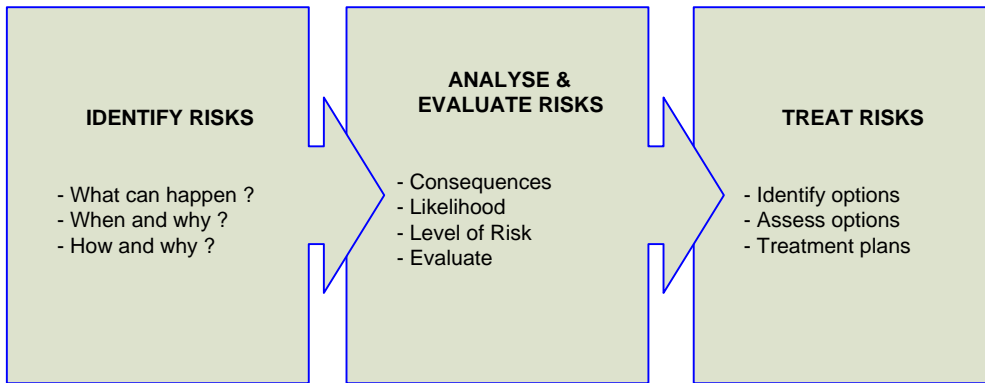 IDENTIFY RISKS
- What can happen ?
- When and why ?
- How and why ?
ANALYSE &
EVALUATE RISKS
- Consequences
- Likelihood
- Level of Risk
- Evaluate
TREAT RISKS
- Identify options
- Assess options
- Treatment plans